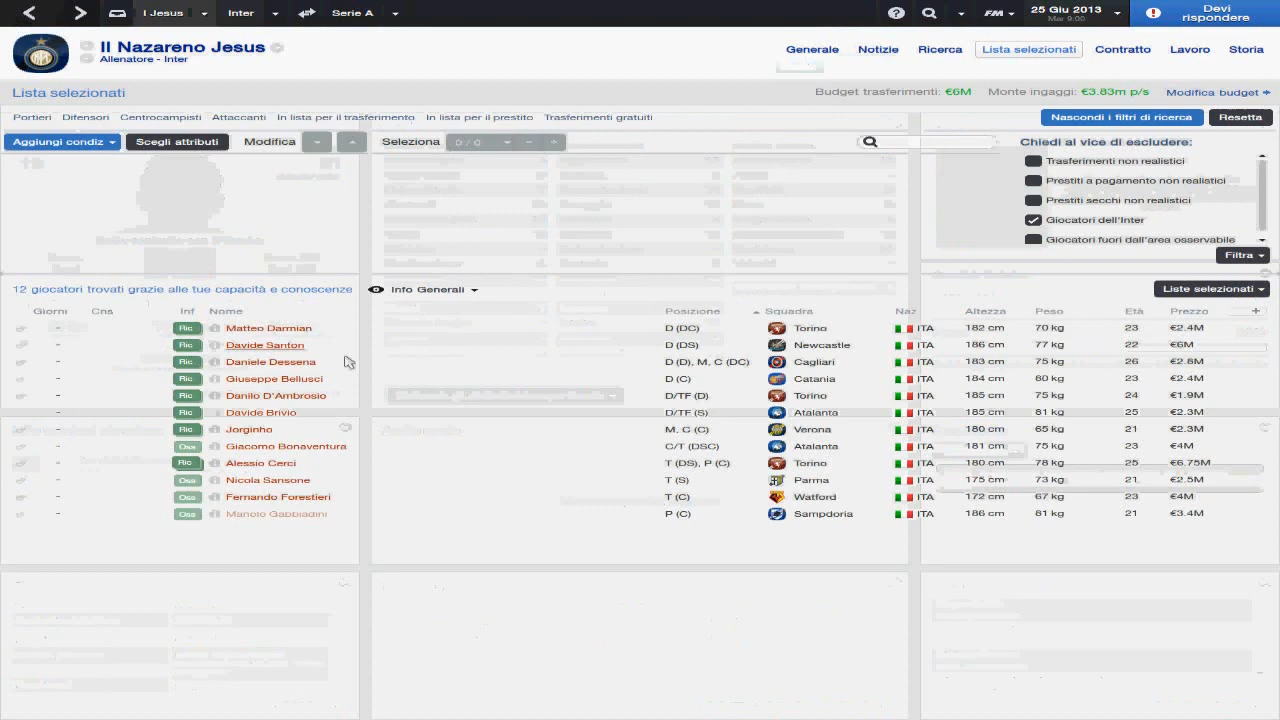 I Jesus Inter Serie A FM 25 Giu 2013 Mar 9:00 Devi rispondere
Il Nazareno Jesus
Allenatore - Inter
Generale Notizie Ricerca Lista selezionati Contratto Lavoro Storia
Lista selezionati Budget trasferimenti: €6M Monte ingaggi: €3.83m p/s Modifica budget
Portieri Difensori Centrocampisti Attaccanti In lista per il trasferimento In lista per il prestito Trasferimenti gratuiti Nascondi i filtri di ricerca Resetta
Aggiungi condiz Scegli attributi Modifica Seleziona 0 / 0 Chiedi al vice di escludere:
Trasferimenti non realistici
Prestiti a pagamento non realistici
Prestiti secchi non realistici
Giocatori dell'Inter
Giocatori fuori dall'area osservabile
Filtra
12 giocatori trovati grazie alle tue capacità e conoscenze Info Generali Liste selezionati
Giorni Cns Inf Nome Posizione Squadra Naz Altezza Peso Età Prezzo
- Ric Matteo Darmian D (DC) Torino ITA 182 cm 70 kg 23 €2.4M
- Ric Davide Santon D (DS) Newcastle ITA 186 cm 77 kg 22 €6M
- Ric Daniele Dessena D (D), M, C (DC) Cagliari ITA 183 cm 75 kg 26 €2.8M
- Ric Giuseppe Bellusci D (C) Catania ITA 184 cm 80 kg 23 €2.4M
- Ric Danilo D'Ambrosio D/TF (D) Torino ITA 185 cm 75 kg 24 €1.9M
- Ric Davide Brivio D/TF (S) Atalanta ITA 185 cm 81 kg 25 €2.3M
- Ric Jorginho M, C (C) Verona ITA 180 cm 65 kg 21 €2.3M
- Oss Giacomo Bonaventura C/T (DSC) Atalanta ITA 181 cm 75 kg 23 €4M
- Ric Alessio Cerci T (DS), P (C) Torino ITA 180 cm 78 kg 25 €6.75M
- Oss Nicola Sansone T (S) Parma ITA 175 cm 73 kg 21 €2.5M
- Oss Fernando Forestieri T (C) Watford ITA 172 cm 67 kg 23 €4M
- Oss Manolo Gabbiadini P (C) Sampdoria ITA 186 cm 81 kg 21 €3.4M